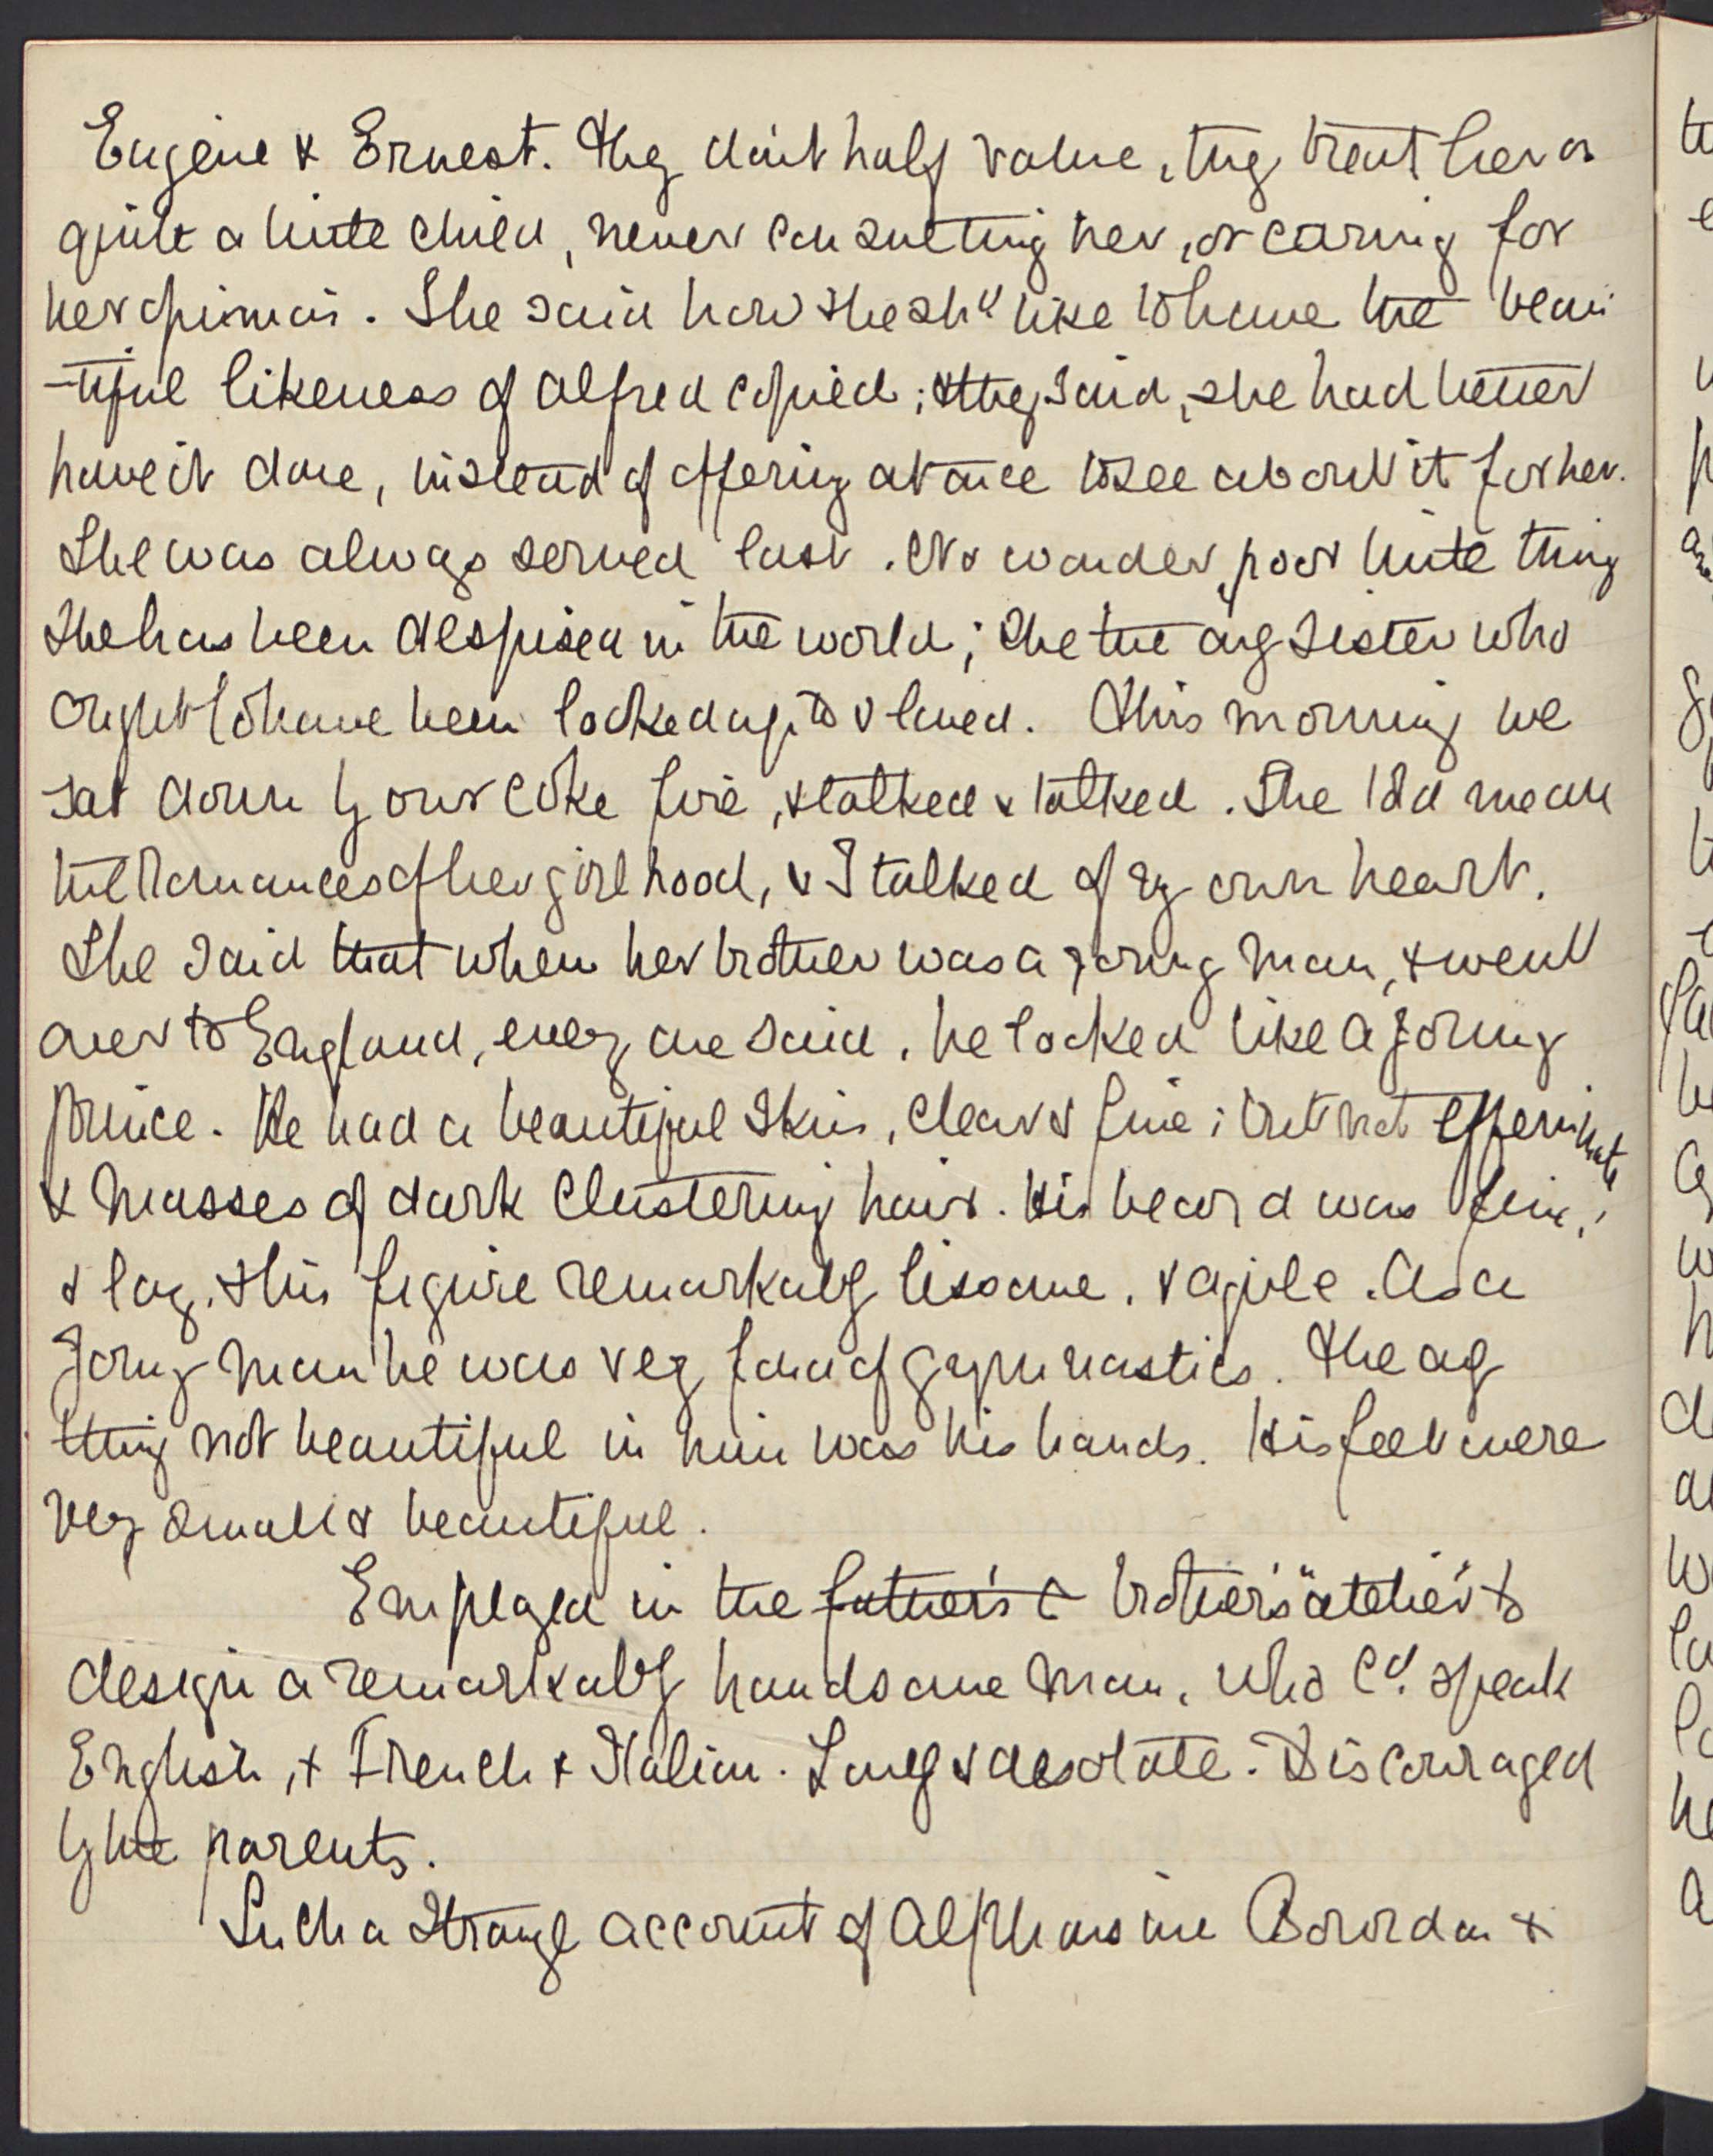 Eugène & Ernest. They don't half value, they treat her as
quite a little child, never consulting her, or caring for
her opinion. She said how she sh.d like to have the beau
-tiful likeness of Alfred copied; & they said, she had better
have it done, instead of offering at once to see about it for her.
She was always served last. No wonder, poor little thing
she has been despised in the world; she the only sister who
ought to have been looked up to & loved. This morning we
sat down by our coke fire, & talked & talked. She told me all
the Romances of her girlhood, & I talked of my own heart.
She said that when her brother was a young man, & went
over to England, every one said, he looked like a young
prince. He had a beautiful skin, clear & fine; but not effeminate
& masses of dark clustering hair. His beard was fine,
& long, & his figure remarkably lissome, & agile. As a
young man he was very fond of gymnastics. The only
thing not beautiful in him was his hands. His feet were
very small & beautiful.
Employed in the father's & brother's "atelier" to
design a remarkably handsome man, who c.d speak
English, & French & Italian. Lonely & desolate. Discouraged
by the parents.
Such a strange account of Alphonsine Bourdon &